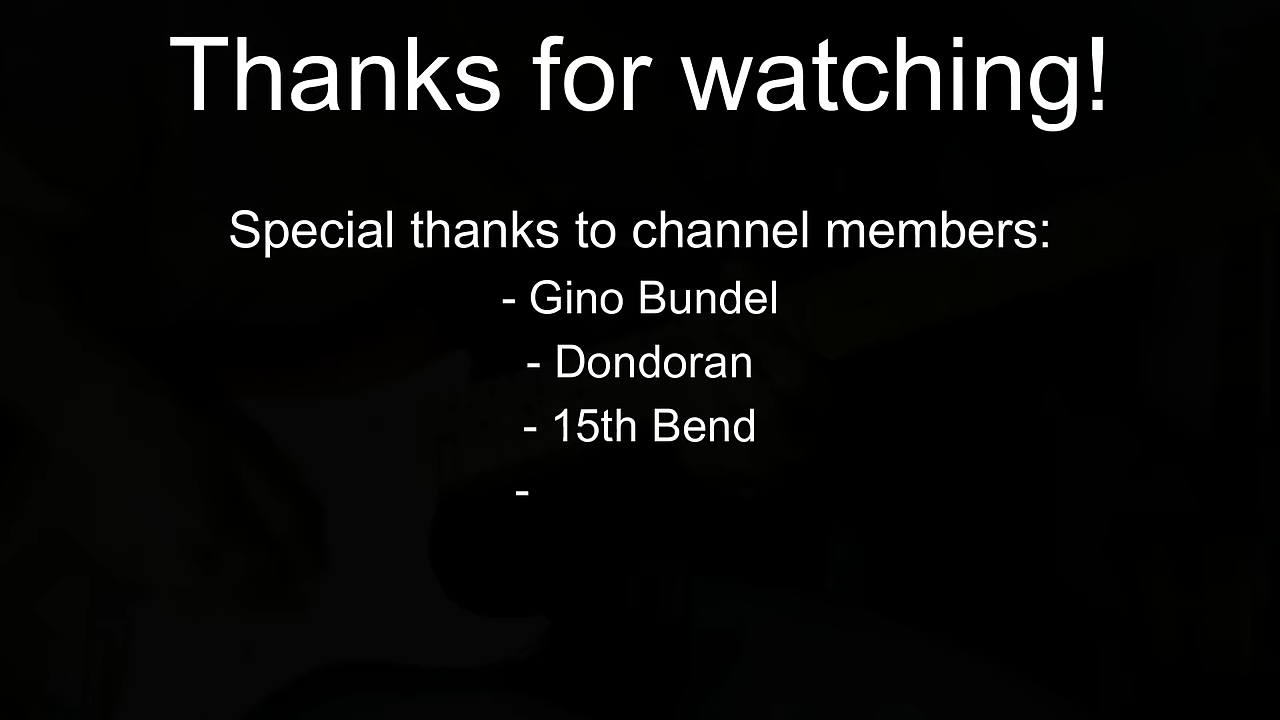 Thanks for watching!
Special thanks to channel members:
- Gino Bundel
- Dondoran
- 15th Bend
-